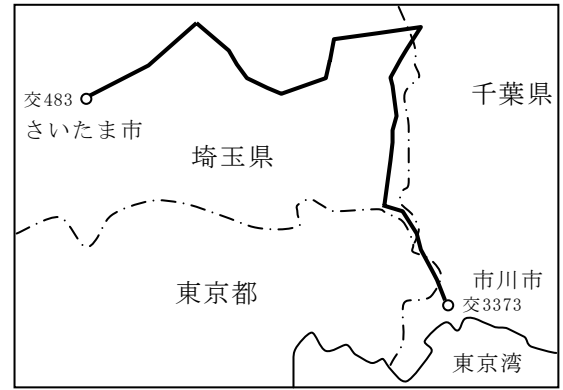 千葉県
交483
さいたま市
埼玉県
市川市
東京都
交3373
東京湾